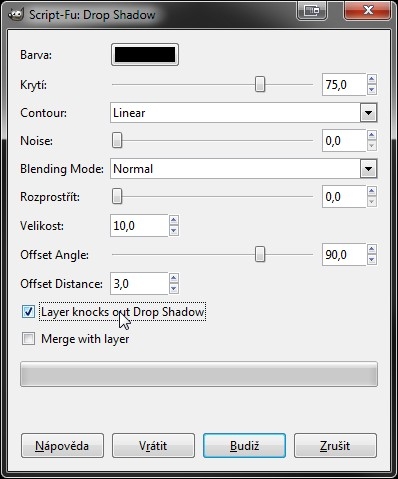 Script-Fu: Drop Shadow
Barva:
Krytí: 75,0
Contour: Linear
Noise: 0,0
Blending Mode: Normal
Rozprostřít: 0,0
Velikost: 10,0
Offset Angle: 90,0
Offset Distance: 3,0
Layer knocks out Drop Shadow
Merge with layer
Nápověda Vrátit Budiž Zrušit